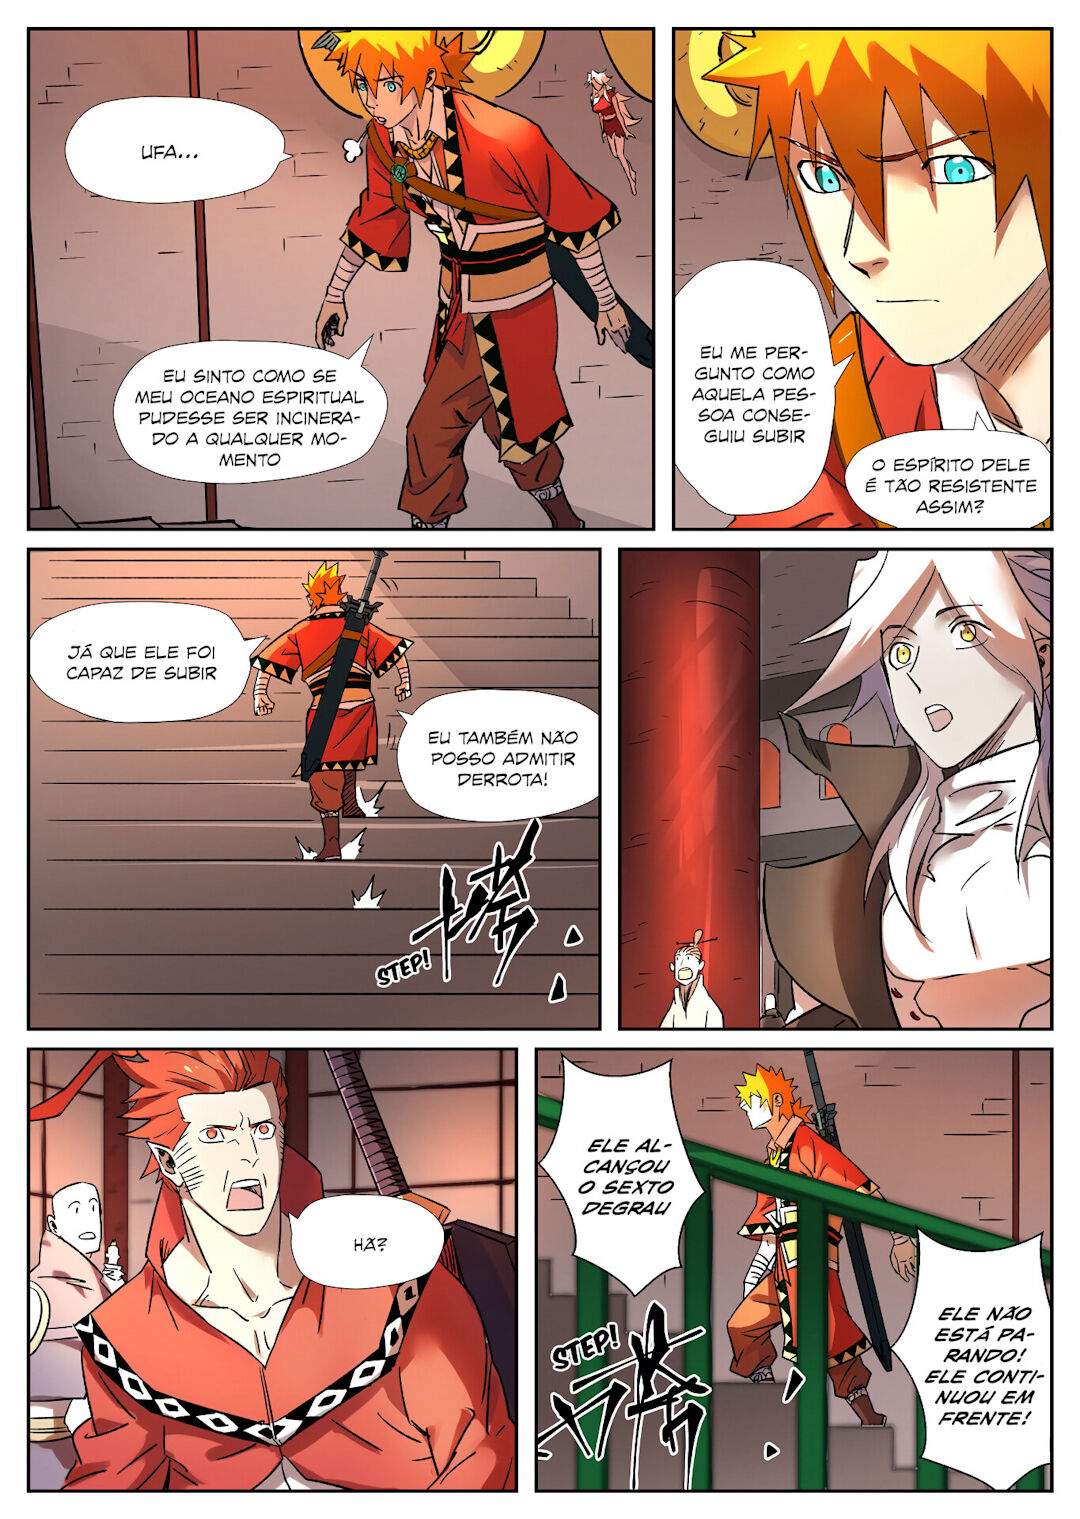 UFA...
EU SINTO COMO SE
MEU OCEANO ESPIRITUAL
PUDESSE SER INCINERA-
DO A QUALQUER MO-
MENTO
EU ME PER-
GUNTO COMO
AQUELA PES-
SOA CONSE-
GUIU SUBIR
O ESPÍRITO DELE
É TÃO RESISTENTE
ASSIM?
JÁ QUE ELE FOI
CAPAZ DE SUBIR
EU TAMBÉM NÃO
POSSO ADMITIR
DERROTA!
STEP!
HÃ?
ELE AL-
CANÇOU
O SEXTO
DEGRAU
STEP!
ELE NÃO
ESTÁ PA-
RANDO!
ELE CONTI-
NUOU EM
FRENTE!